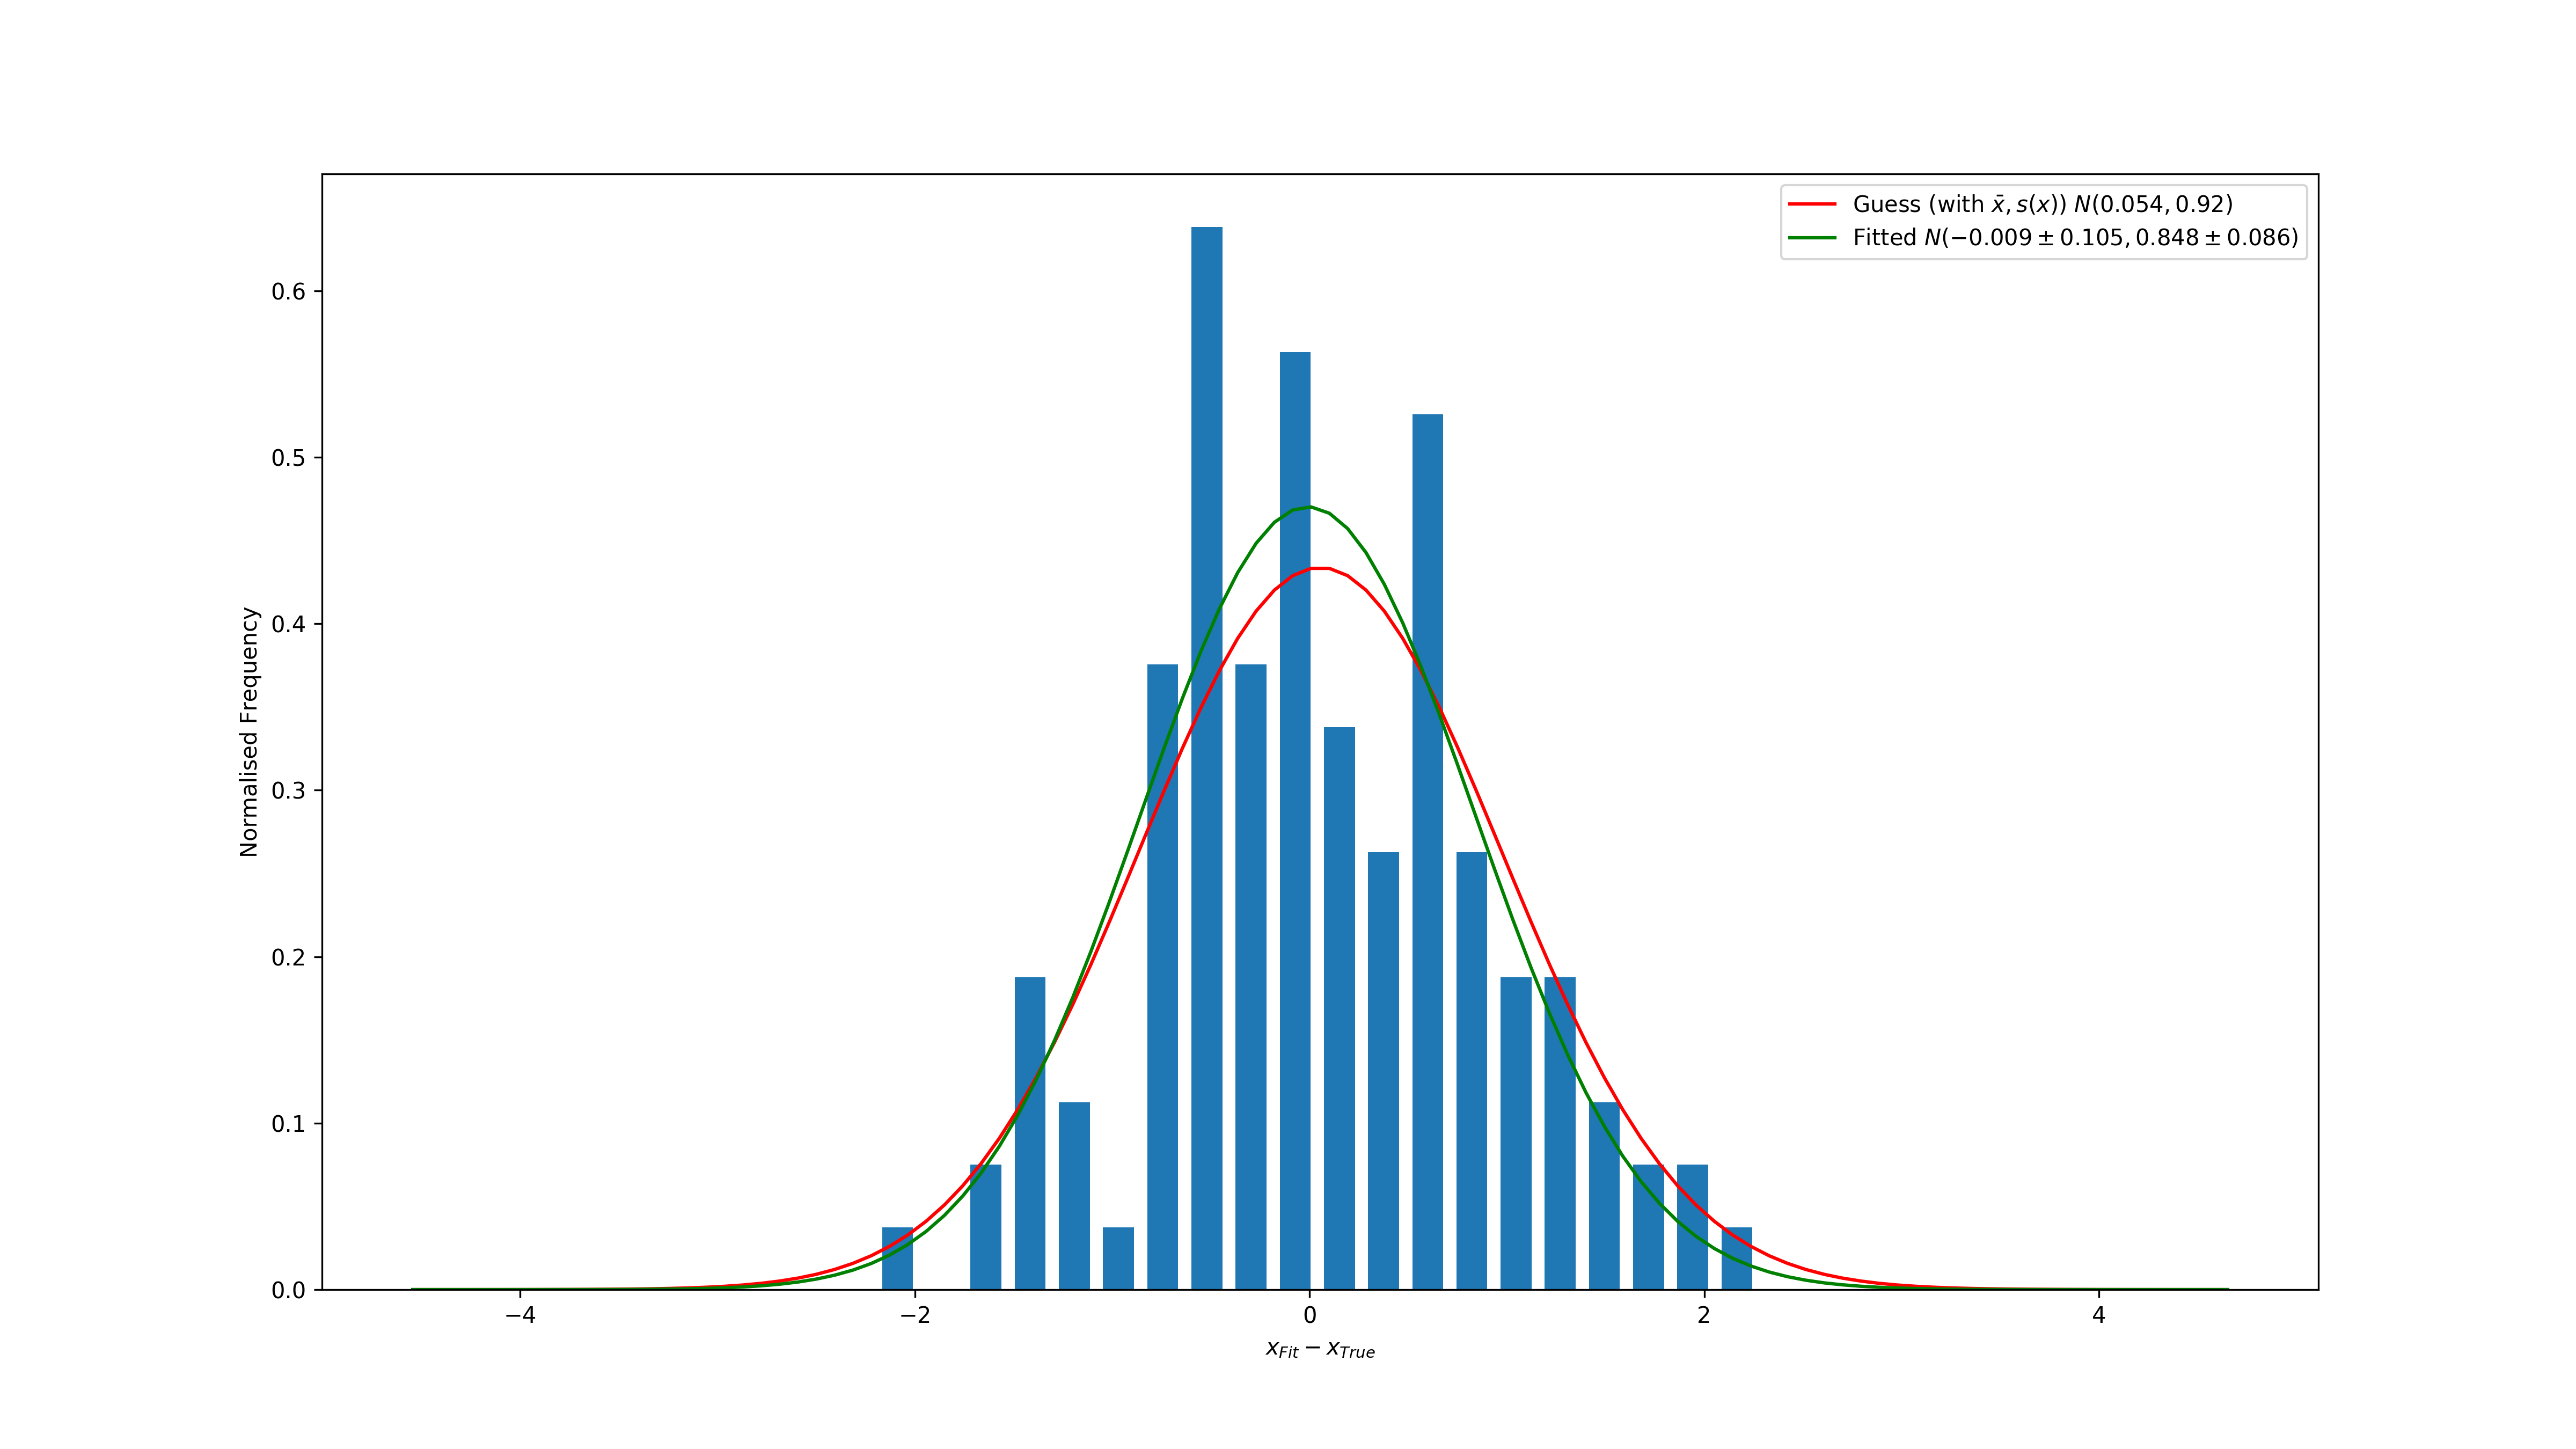 Guess (with x̄, s(x)) N(0.054, 0.92)
Fitted N(−0.009 ± 0.105, 0.848 ± 0.086)
0.6
0.5
0.4
0.3
0.2
0.1
0.0
Normalised Frequency
−4 −2 0 2 4
x_Fit − x_True